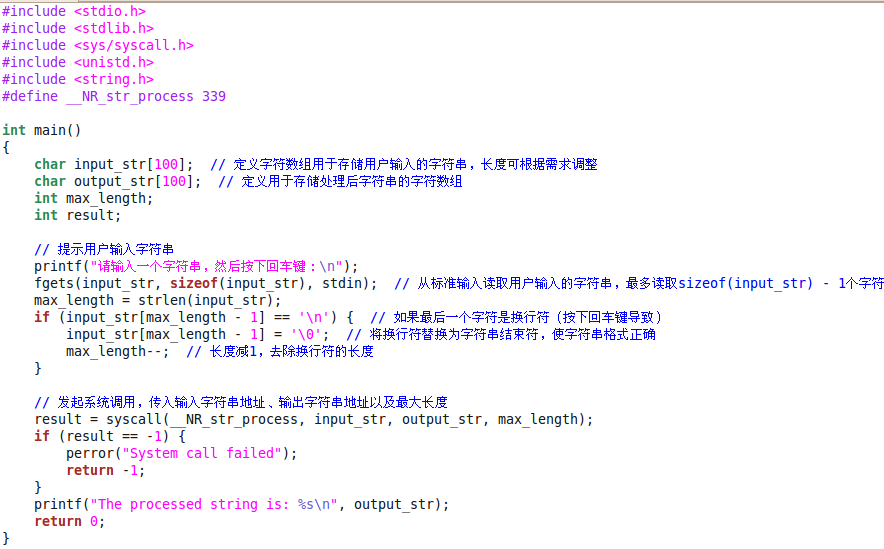 #include <stdio.h>
#include <stdlib.h>
#include <sys/syscall.h>
#include <unistd.h>
#include <string.h>
#define __NR_str_process 339

int main()
{
    char input_str[100];  // 定义字符数组用于存储用户输入的字符串，长度可根据需求调整
    char output_str[100];  // 定义用于存储处理后字符串的字符数组
    int max_length;
    int result;

    // 提示用户输入字符串
    printf("请输入一个字符串，然后按下回车键：\n");
    fgets(input_str, sizeof(input_str), stdin);  // 从标准输入读取用户输入的字符串，最多读取sizeof(input_str) - 1个字符
    max_length = strlen(input_str);
    if (input_str[max_length - 1] == '\n') {  // 如果最后一个字符是换行符（按下回车键导致）
        input_str[max_length - 1] = '\0';  // 将换行符替换为字符串结束符，使字符串格式正确
        max_length--;  // 长度减1，去除换行符的长度
    }

    // 发起系统调用，传入输入字符串地址、输出字符串地址以及最大长度
    result = syscall(__NR_str_process, input_str, output_str, max_length);
    if (result == -1) {
        perror("System call failed");
        return -1;
    }
    printf("The processed string is: %s\n", output_str);
    return 0;
}